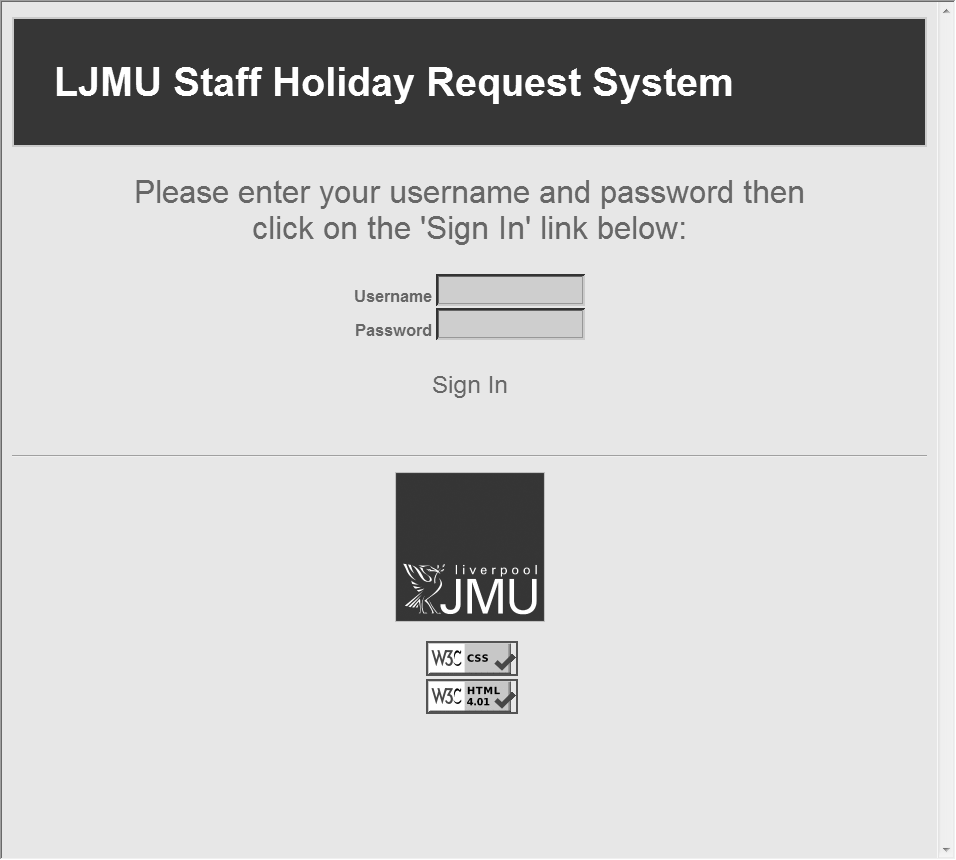 LJMU Staff Holiday Request System
Please enter your username and password then
click on the 'Sign In' link below:
Username
Password
Sign In
liverpool
JMU
W3C CSS
W3C HTML
4.01